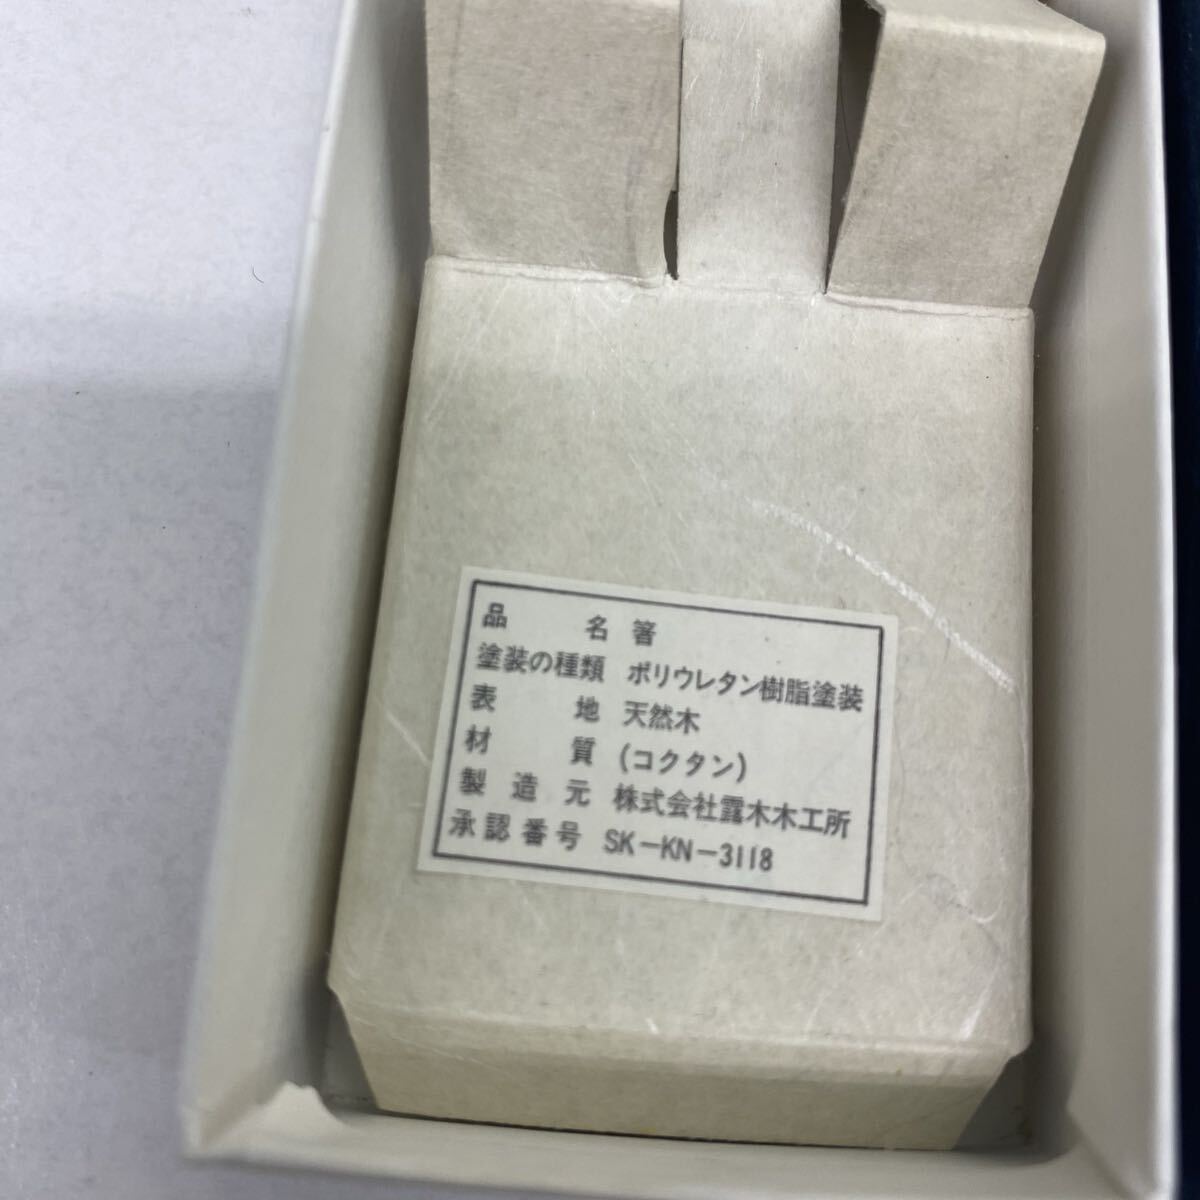 品名 箸
塗装の種類 ポリウレタン樹脂塗装
表地 天然木
材質 (コクタン)
製造元 株式会社露木木工所
承認番号 SK-KN-3118